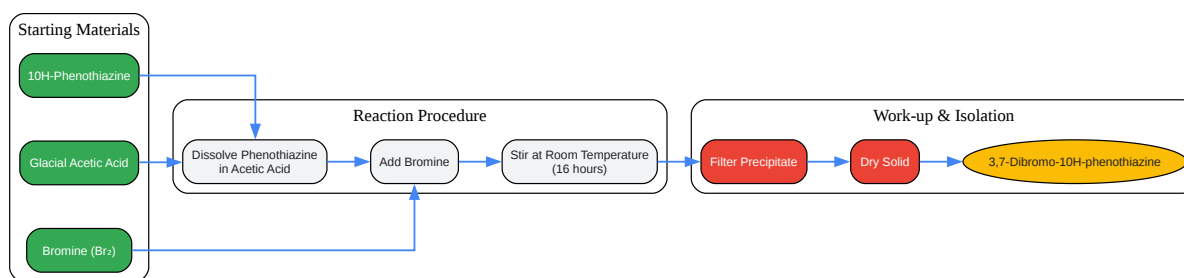 Starting Materials
10H-Phenothiazine
Glacial Acetic Acid
Bromine (Br₂)
Reaction Procedure
Dissolve Phenothiazine
in Acetic Acid
Add Bromine
Stir at Room Temperature
(16 hours)
Work-up & Isolation
Filter Precipitate
Dry Solid
3,7-Dibromo-10H-phenothiazine